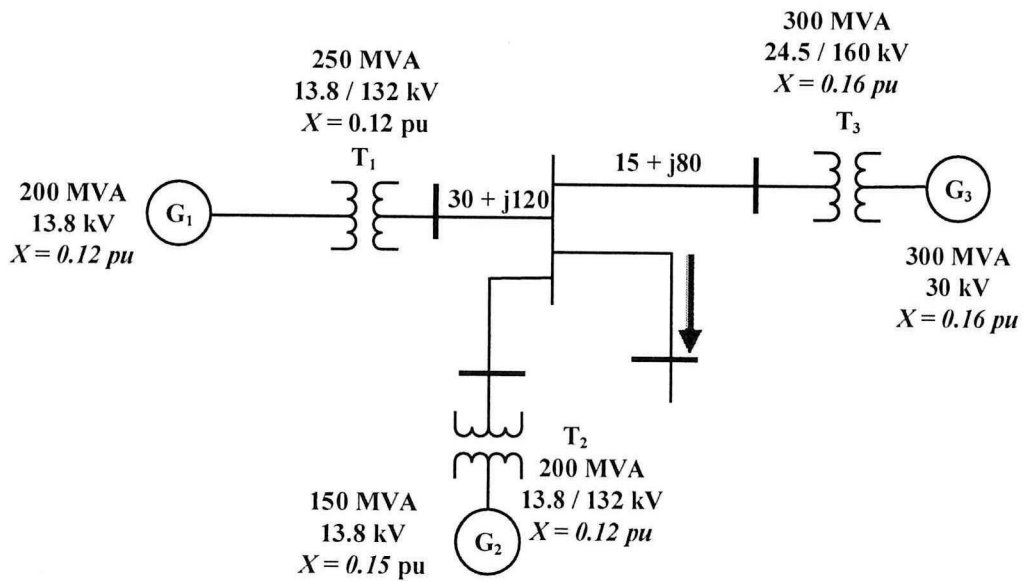 300 MVA
24.5 / 160 kV
X = 0.16 pu
T3
250 MVA
13.8 / 132 kV
X = 0.12 pu
T1
15 + j80
30 + j120
200 MVA
13.8 kV
X = 0.12 pu
G1
G3
300 MVA
30 kV
X = 0.16 pu
T2
200 MVA
13.8 / 132 kV
X = 0.12 pu
150 MVA
13.8 kV
X = 0.15 pu
G2